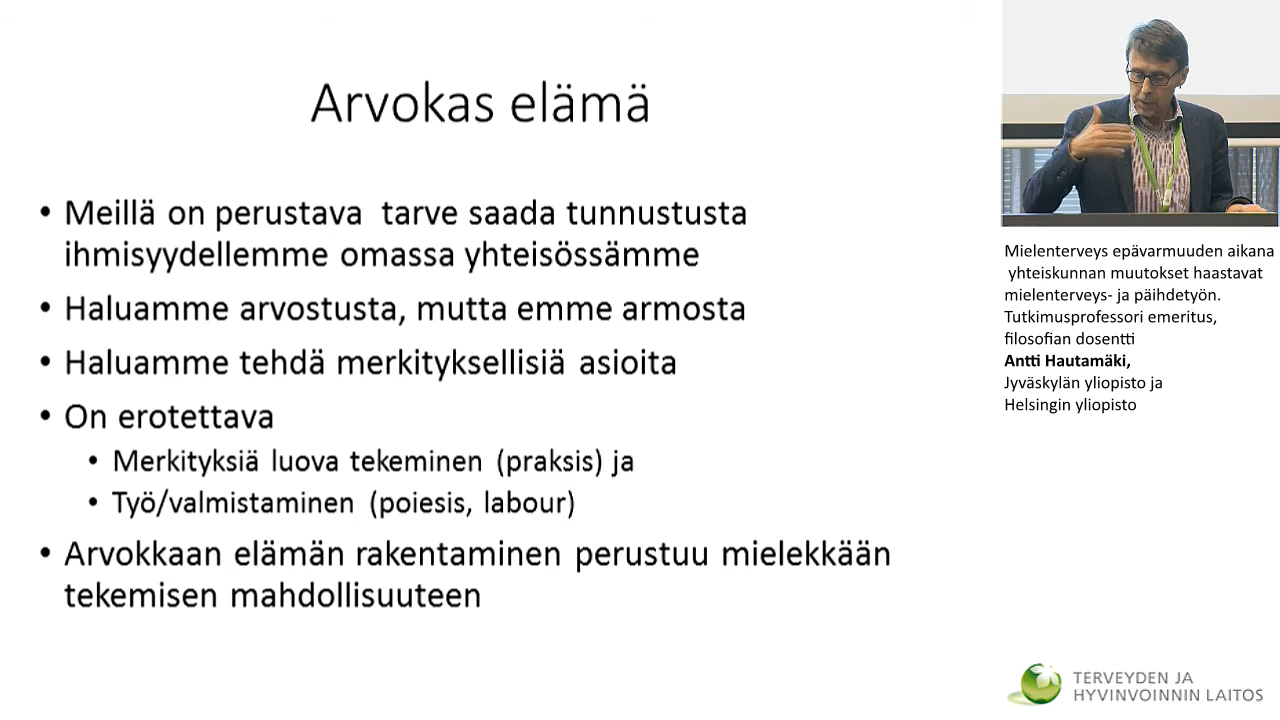 Arvokas elämä
• Meillä on perustava tarve saada tunnustusta
ihmisyydellemme omassa yhteisössämme
• Haluamme arvostusta, mutta emme armosta
• Haluamme tehdä merkityksellisiä asioita
• On erotettava
• Merkityksiä luova tekeminen (praksis) ja
• Työ/valmistaminen (poiesis, labour)
• Arvokkaan elämän rakentaminen perustuu mielekkään
tekemisen mahdollisuuteen
Mielenterveys epävarmuuden aikana
yhteiskunnan muutokset haastavat
mielenterveys- ja päihdetyön.
Tutkimusprofessori emeritus,
filosofian dosentti
Antti Hautamäki,
Jyväskylän yliopisto ja
Helsingin yliopisto
TERVEYDEN JA
HYVINVOINNIN LAITOS